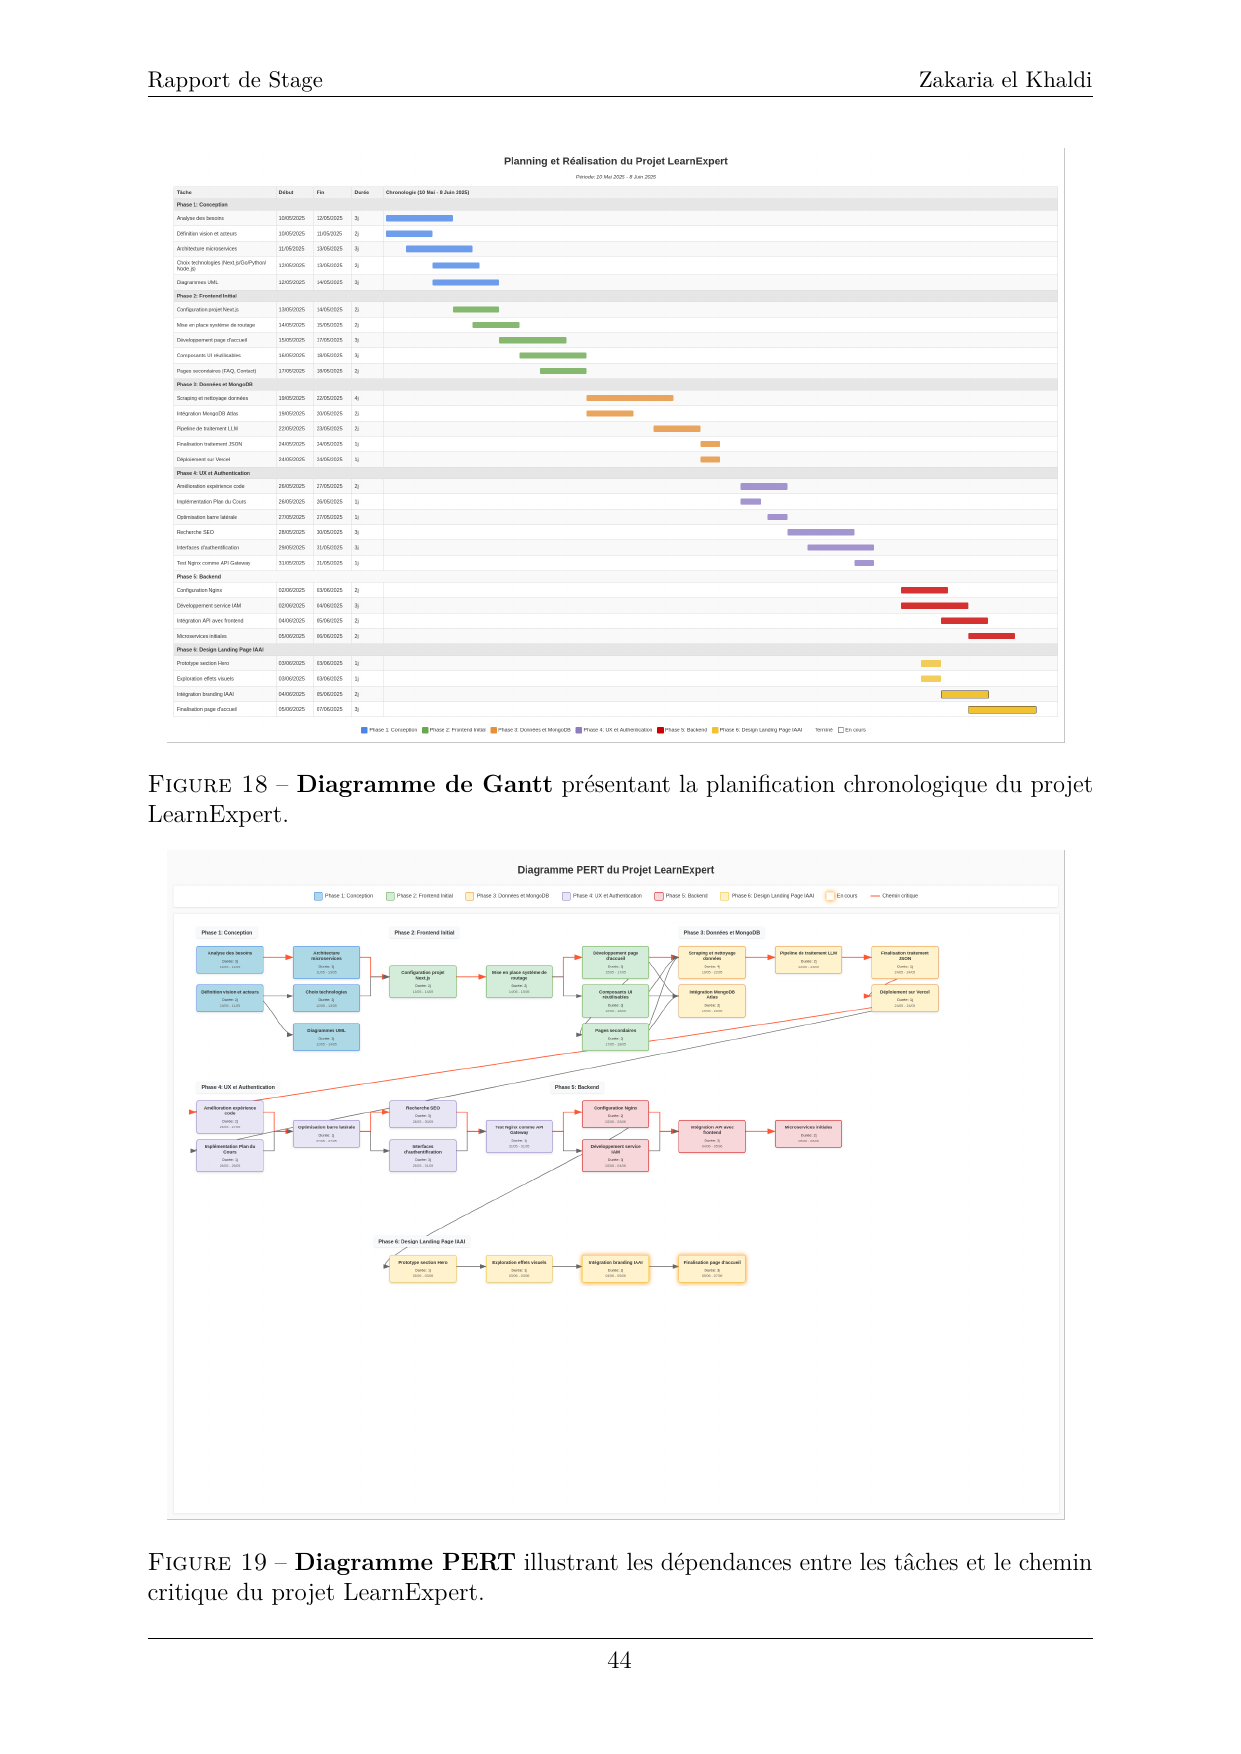 Rapport de Stage Zakaria el Khaldi
Planning et Réalisation du Projet LearnExpert
Période: 10 Mai 2025 - 8 Juin 2025
Tâche Début Fin Durée Chronologie (10 Mai - 8 Juin 2025)
Phase 1: Conception
Analyse des besoins 10/05/2025 12/05/2025 3j
Définition vision et acteurs 10/05/2025 11/05/2025 2j
Architecture microservices 11/05/2025 13/05/2025 3j
Choix technologies (Next.js/Go/Python/
Node.js) 12/05/2025 13/05/2025 2j
Diagrammes UML 12/05/2025 14/05/2025 3j
Phase 2: Frontend Initial
Configuration projet Next.js 13/05/2025 14/05/2025 2j
Mise en place système de routage 14/05/2025 15/05/2025 2j
Développement page d'accueil 15/05/2025 17/05/2025 3j
Composants UI réutilisables 16/05/2025 18/05/2025 3j
Pages secondaires (FAQ, Contact) 17/05/2025 18/05/2025 2j
Phase 3: Données et MongoDB
Scraping et nettoyage données 19/05/2025 22/05/2025 4j
Intégration MongoDB Atlas 19/05/2025 20/05/2025 2j
Pipeline de traitement LLM 22/05/2025 23/05/2025 2j
Finalisation traitement JSON 24/05/2025 24/05/2025 1j
Déploiement sur Vercel 24/05/2025 24/05/2025 1j
Phase 4: UX et Authentication
Amélioration expérience code 26/05/2025 27/05/2025 2j
Implémentation Plan du Cours 26/05/2025 26/05/2025 1j
Optimisation barre latérale 27/05/2025 27/05/2025 1j
Recherche SEO 28/05/2025 30/05/2025 3j
Interfaces d'authentification 29/05/2025 31/05/2025 3j
Test Nginx comme API Gateway 31/05/2025 31/05/2025 1j
Phase 5: Backend
Configuration Nginx 02/06/2025 03/06/2025 2j
Développement service IAM 02/06/2025 04/06/2025 3j
Intégration API avec frontend 04/06/2025 05/06/2025 2j
Microservices initiales 05/06/2025 06/06/2025 2j
Phase 6: Design Landing Page IAAI
Prototype section Hero 03/06/2025 03/06/2025 1j
Exploration effets visuels 03/06/2025 03/06/2025 1j
Intégration branding IAAI 04/06/2025 05/06/2025 2j
Finalisation page d'accueil 05/06/2025 07/06/2025 3j
Phase 1: Conception Phase 2: Frontend Initial Phase 3: Données et MongoDB Phase 4: UX et Authentication Phase 5: Backend Phase 6: Design Landing Page IAAI Terminé En cours
FIGURE 18 – Diagramme de Gantt présentant la planification chronologique du projet
LearnExpert.
Diagramme PERT du Projet LearnExpert
Phase 1: Conception Phase 2: Frontend Initial Phase 3: Données et MongoDB Phase 4: UX et Authentication Phase 5: Backend Phase 6: Design Landing Page IAAI En cours Chemin critique
Phase 1: Conception Phase 2: Frontend Initial Phase 3: Données et MongoDB
Analyse des besoins
Architecture
microservices
Développement page
d'accueil
Scraping et nettoyage
données
Pipeline de traitement LLM
Finalisation traitement
JSON
Configuration projet
Next.js
Mise en place système de
routage
Définition vision et acteurs
Choix technologies
Composants UI
réutilisables
Intégration MongoDB
Atlas
Déploiement sur Vercel
Diagrammes UML
Pages secondaires
Phase 4: UX et Authentication Phase 5: Backend
Amélioration expérience
code
Recherche SEO
Configuration Nginx
Optimisation barre latérale
Test Nginx comme API
Gateway
Intégration API avec
frontend
Microservices initiales
Implémentation Plan du
Cours
Interfaces
d'authentification
Développement service
IAM
Phase 6: Design Landing Page IAAI
Prototype section Hero
Exploration effets visuels
Intégration branding IAAI
Finalisation page d'accueil
FIGURE 19 – Diagramme PERT illustrant les dépendances entre les tâches et le chemin
critique du projet LearnExpert.
44